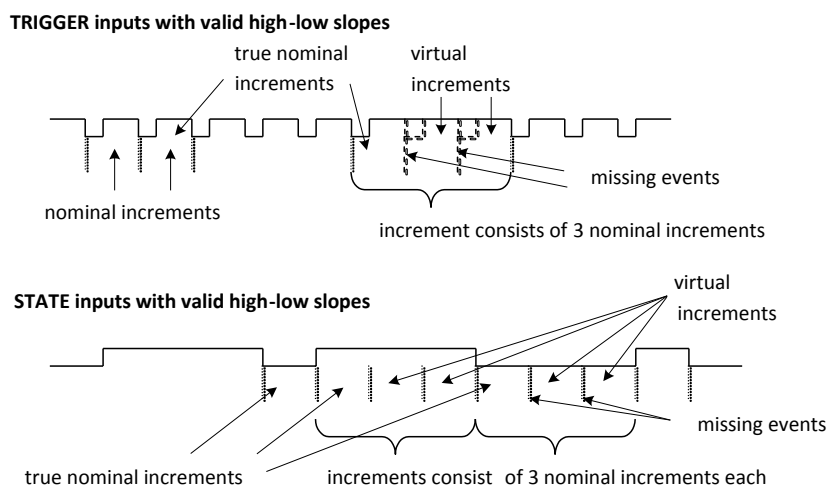 TRIGGER inputs with valid high-low slopes
true nominal
increments
virtual
increments
missing events
nominal increments
increment consists of 3 nominal increments
virtual
increments
STATE inputs with valid high-low slopes
missing events
true nominal increments
increments consist of 3 nominal increments each